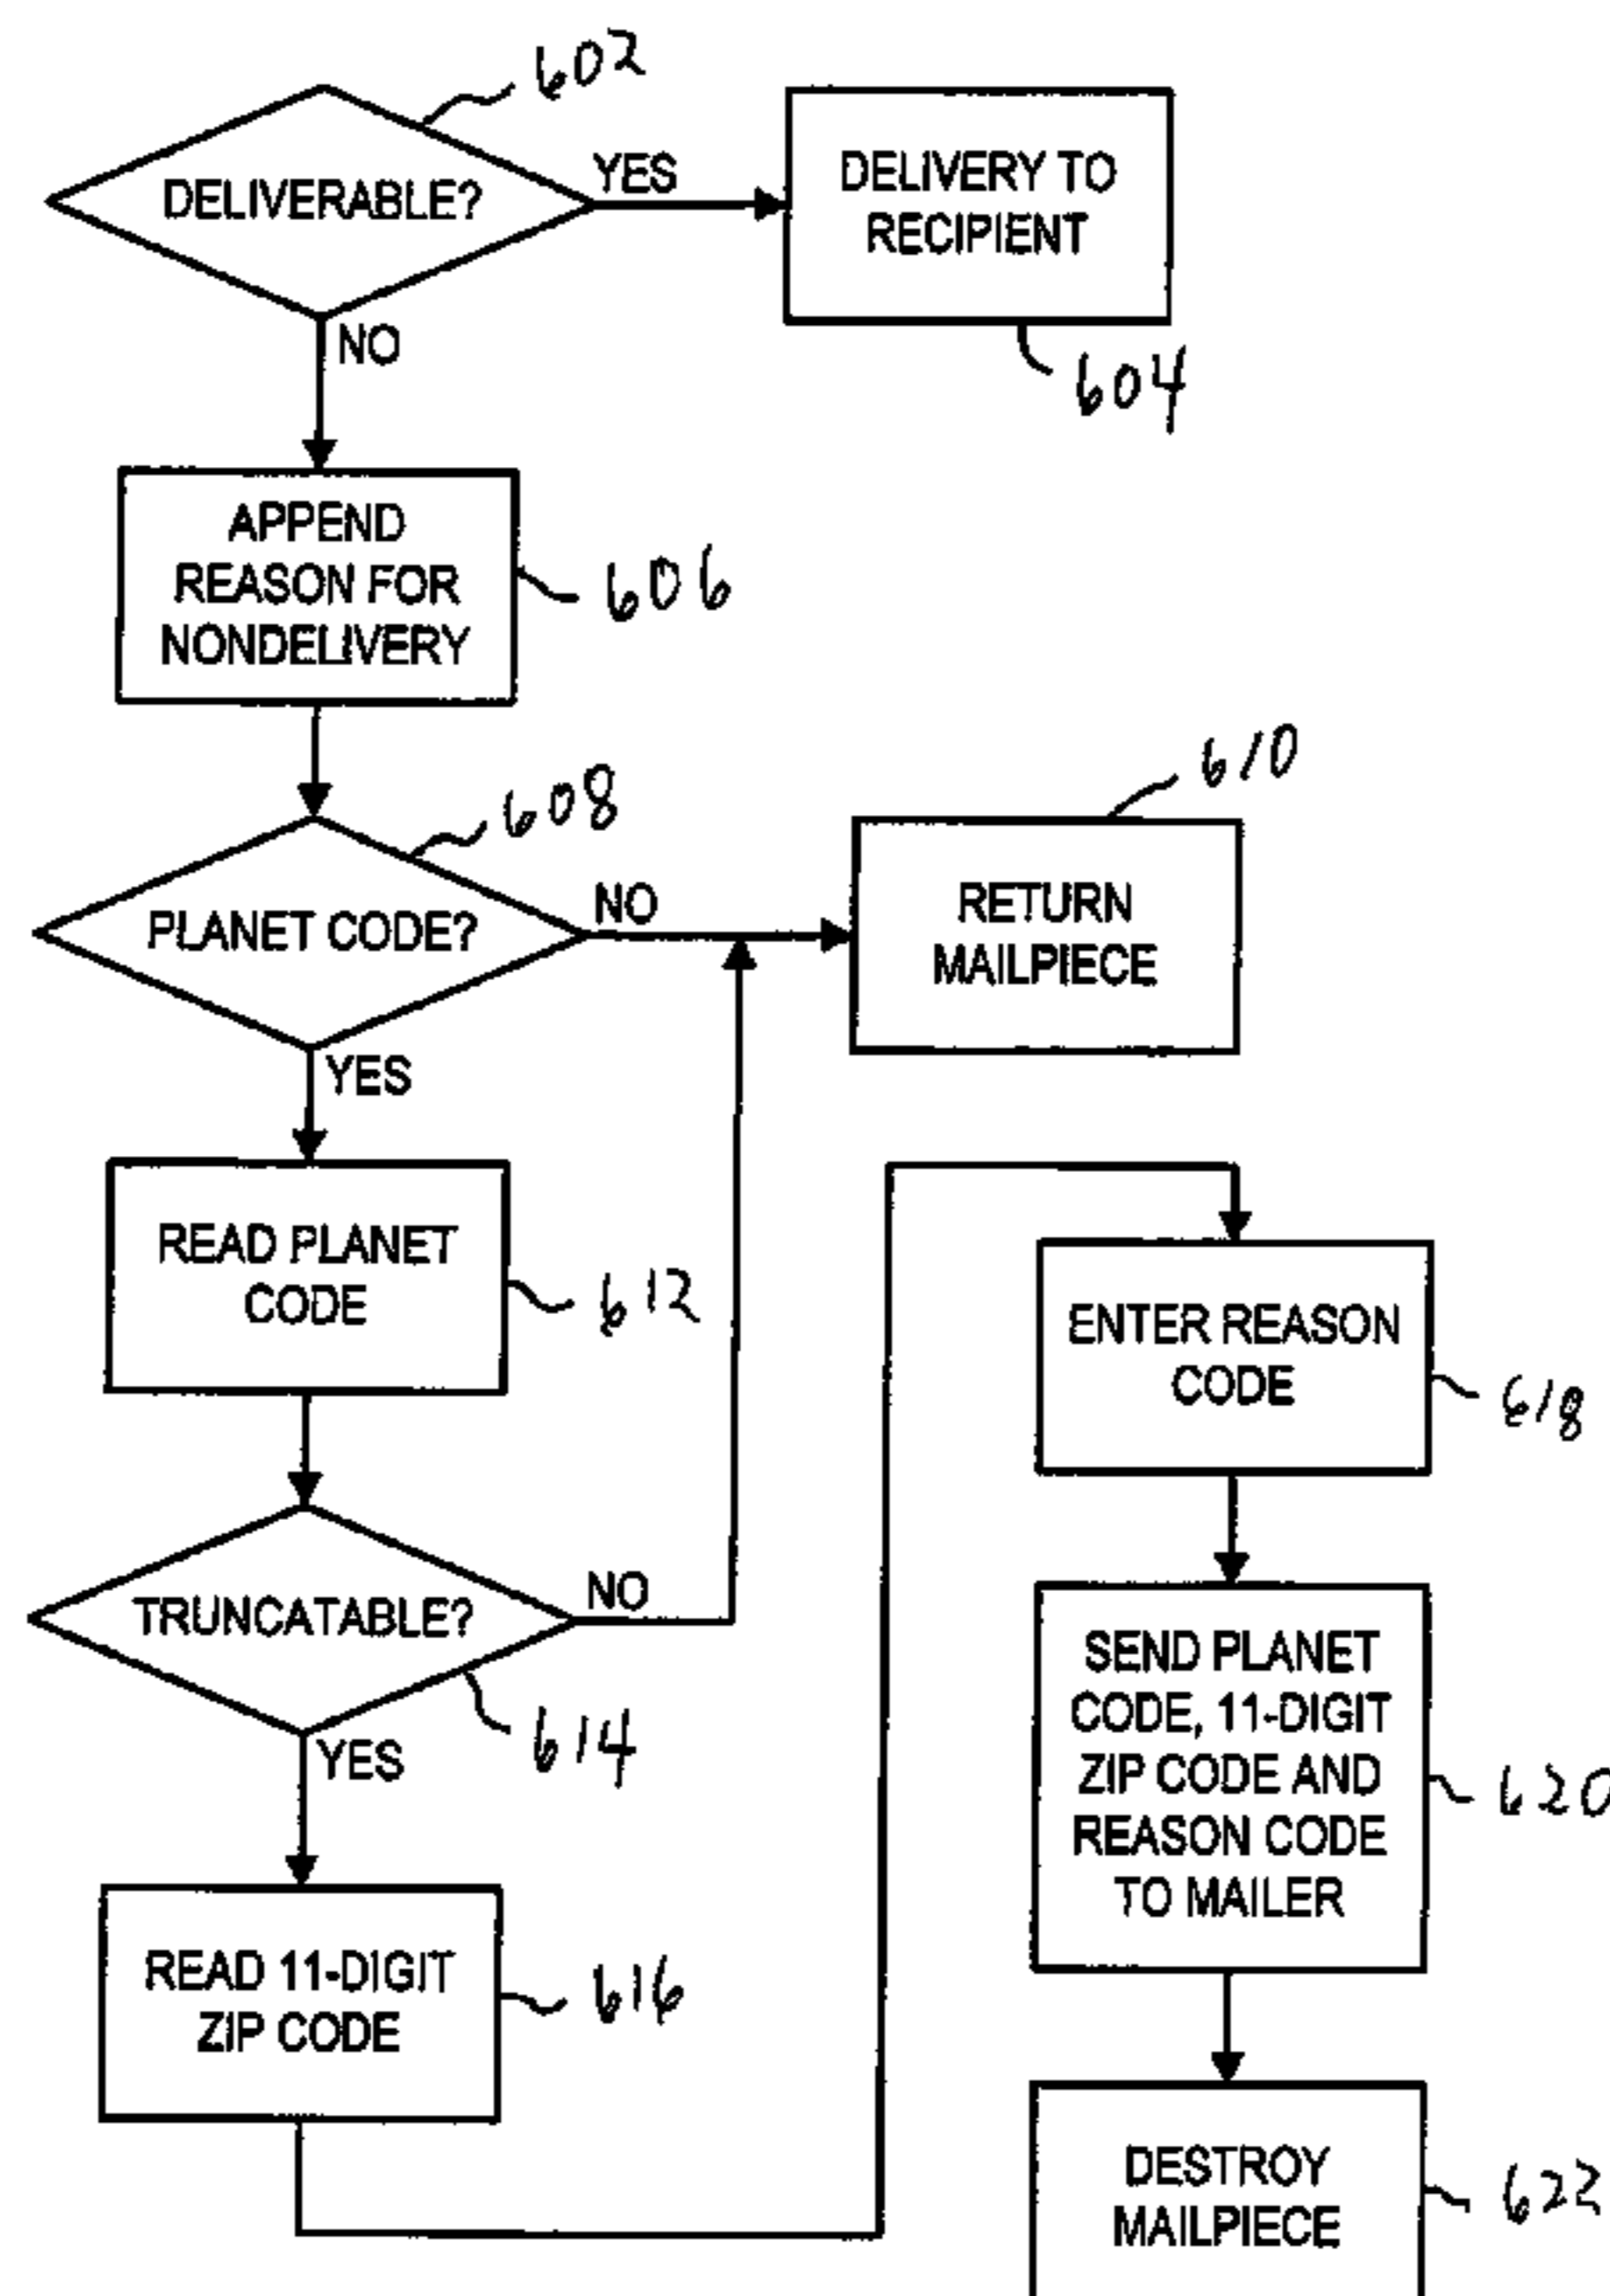 602
DELIVERABLE?
YES
DELIVERY TO
RECIPIENT
604
NO
APPEND
REASON FOR
NONDELIVERY
606
608
PLANET CODE?
NO
610
RETURN
MAILPIECE
YES
READ PLANET
CODE
612
TRUNCATABLE?
NO
614
YES
READ 11-DIGIT
ZIP CODE
616
ENTER REASON
CODE
618
SEND PLANET
CODE, 11-DIGIT
ZIP CODE AND
REASON CODE
TO MAILER
620
DESTROY
MAILPIECE
622